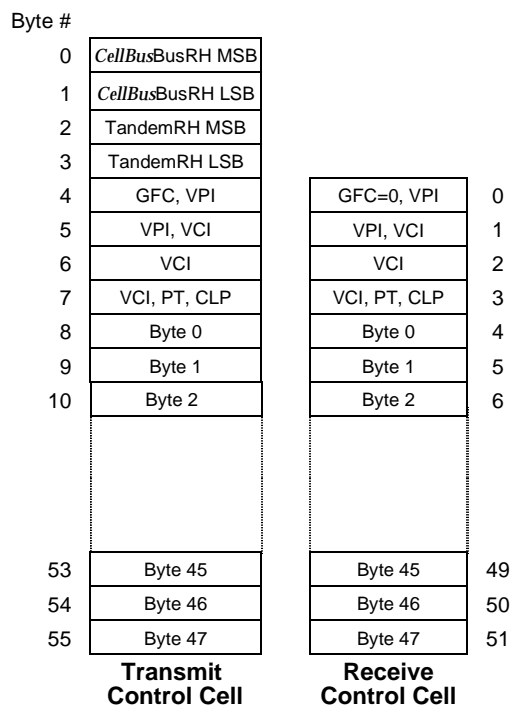 Byte #
0 CellBusBusRH MSB
1 CellBusBusRH LSB
2 TandemRH MSB
3 TandemRH LSB
4 GFC, VPI GFC=0, VPI 0
5 VPI, VCI VPI, VCI 1
6 VCI VCI 2
7 VCI, PT, CLP VCI, PT, CLP 3
8 Byte 0 Byte 0 4
9 Byte 1 Byte 1 5
10 Byte 2 Byte 2 6
53 Byte 45 Byte 45 49
54 Byte 46 Byte 46 50
55 Byte 47 Byte 47 51
Transmit Receive
Control Cell Control Cell